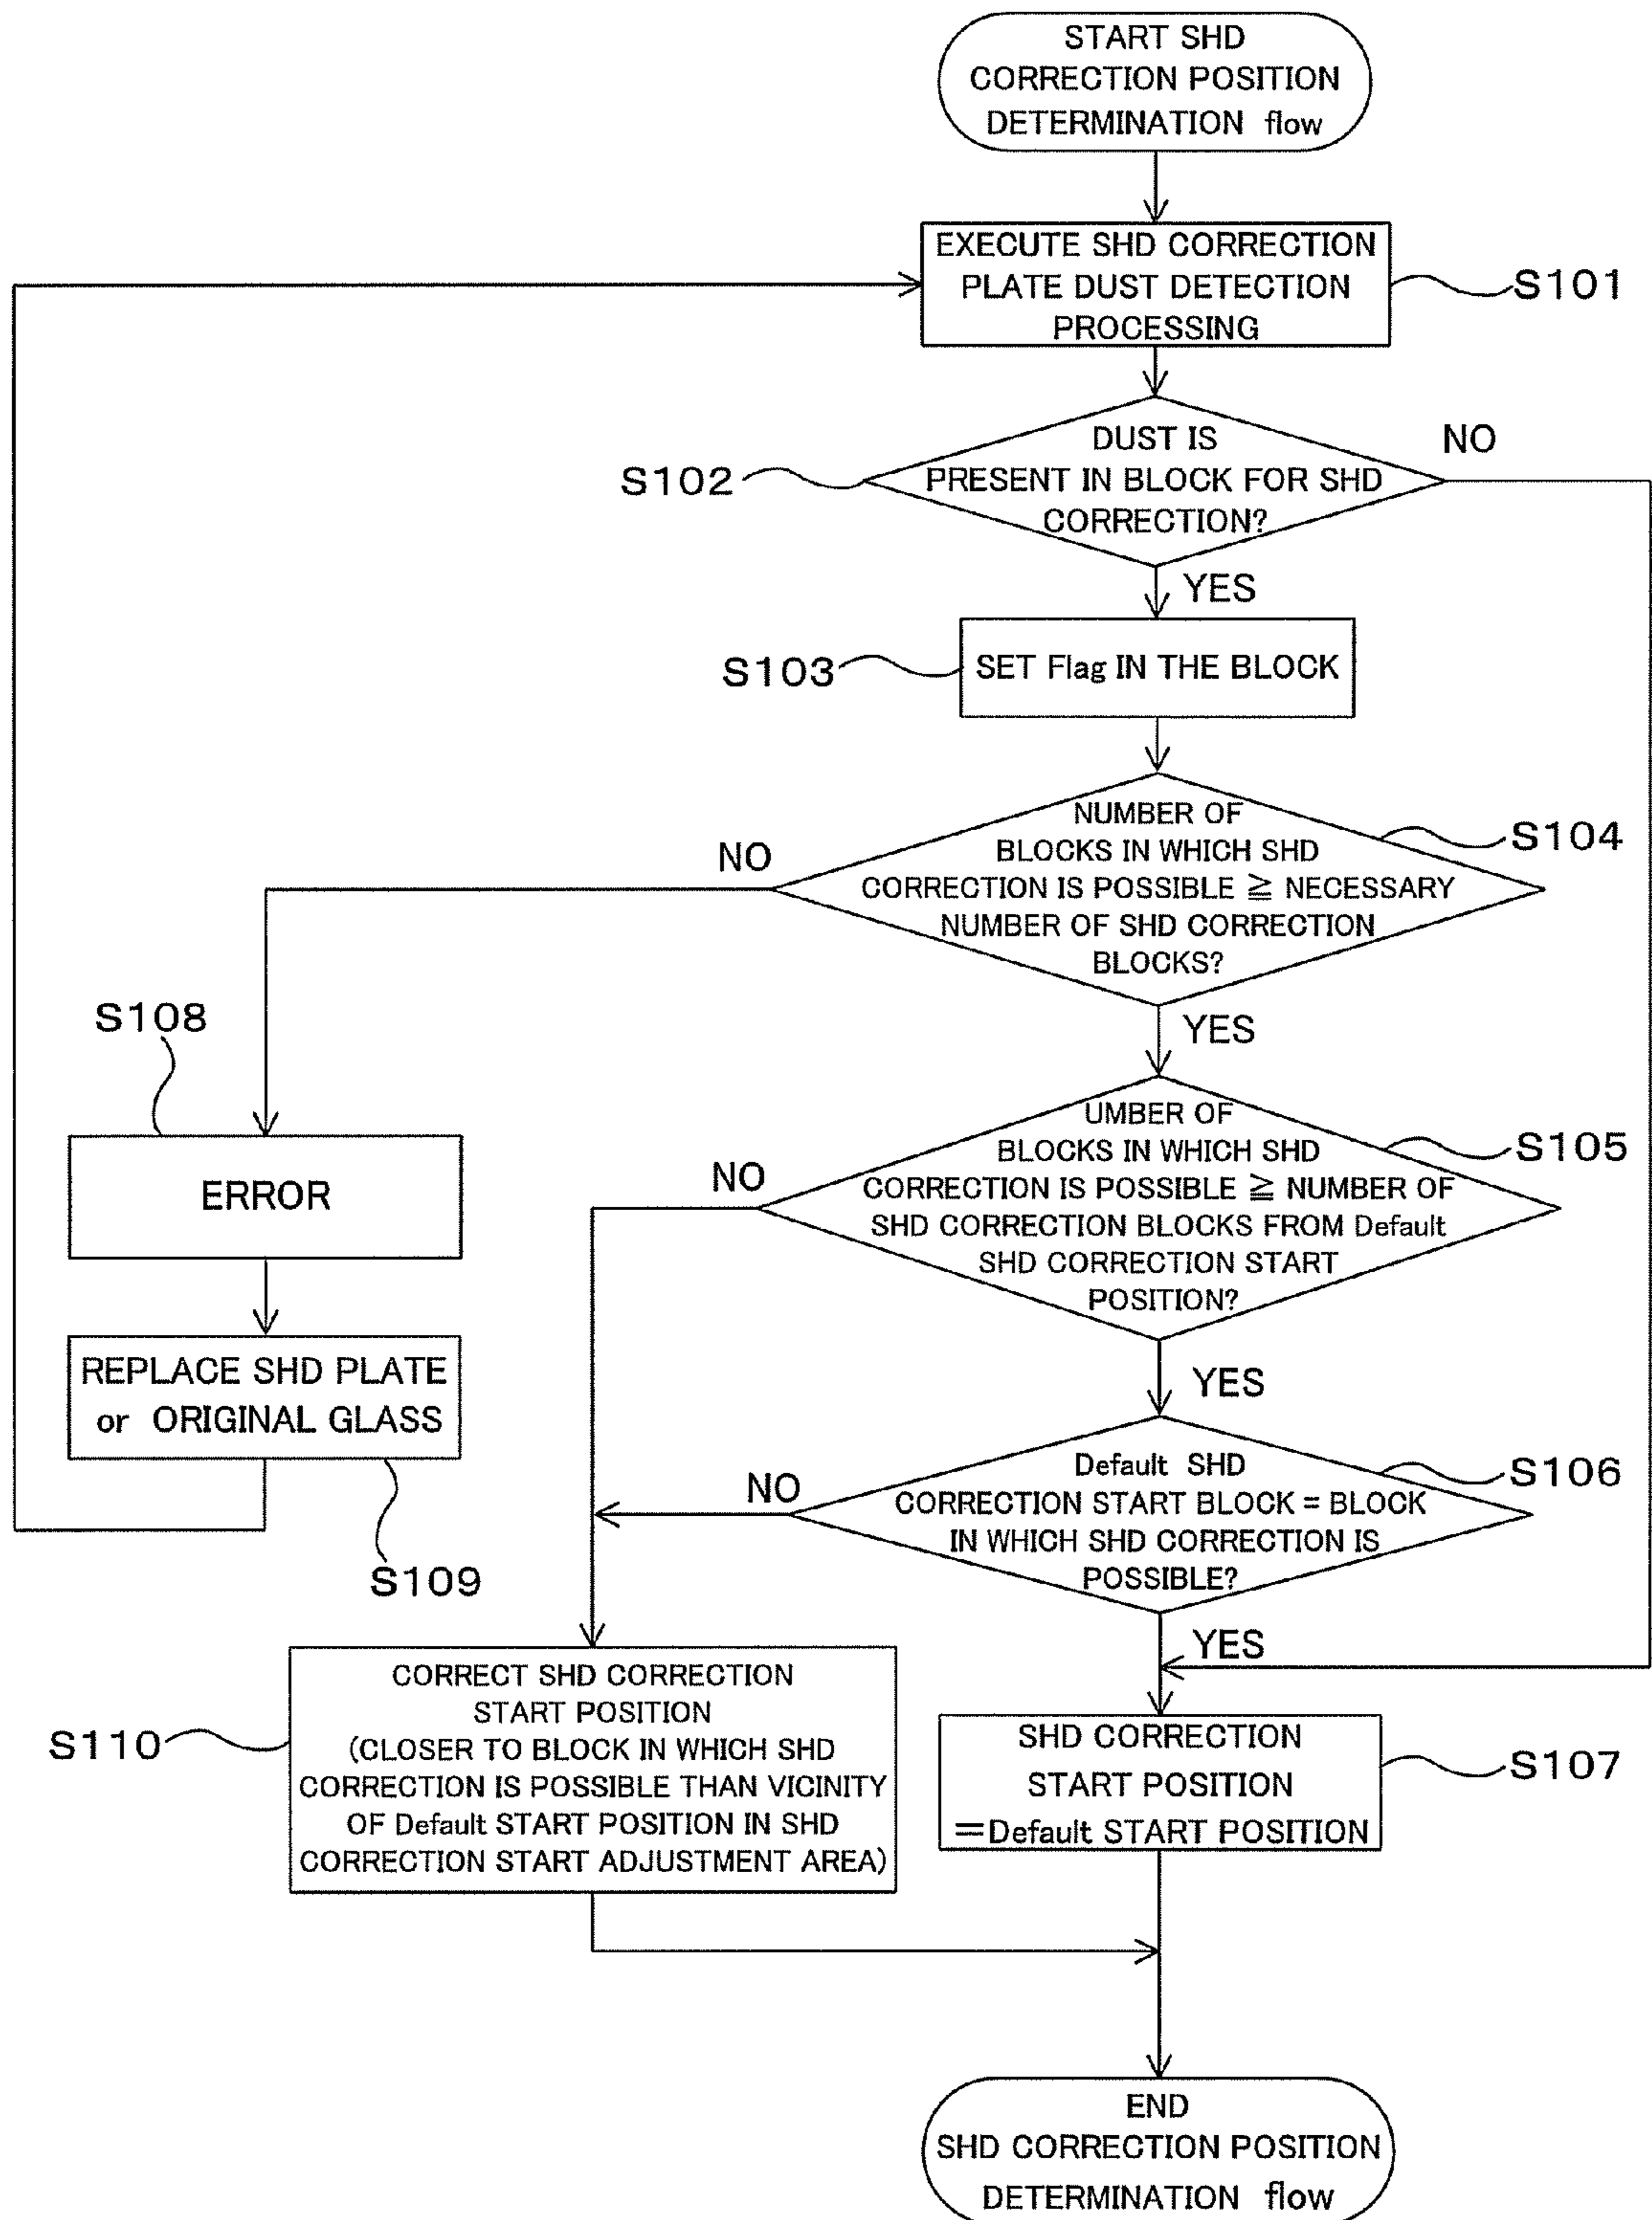 START SHD
CORRECTION POSITION
DETERMINATION flow
EXECUTE SHD CORRECTION
PLATE DUST DETECTION
PROCESSING
S101
DUST IS
PRESENT IN BLOCK FOR SHD
CORRECTION?
NO
S102
YES
SET Flag IN THE BLOCK
S103
NUMBER OF
BLOCKS IN WHICH SHD
CORRECTION IS POSSIBLE ≧ NECESSARY
NUMBER OF SHD CORRECTION
BLOCKS?
S104
NO
YES
S108
ERROR
UMBER OF
BLOCKS IN WHICH SHD
CORRECTION IS POSSIBLE ≧ NUMBER OF
SHD CORRECTION BLOCKS FROM Default
SHD CORRECTION START
POSITION?
S105
NO
YES
REPLACE SHD PLATE
or ORIGINAL GLASS
S109
Default SHD
CORRECTION START BLOCK = BLOCK
IN WHICH SHD CORRECTION IS
POSSIBLE?
S106
NO
YES
CORRECT SHD CORRECTION
START POSITION
(CLOSER TO BLOCK IN WHICH SHD
CORRECTION IS POSSIBLE THAN VICINITY
OF Default START POSITION IN SHD
CORRECTION START ADJUSTMENT AREA)
S110
SHD CORRECTION
START POSITION
=Default START POSITION
S107
END
SHD CORRECTION POSITION
DETERMINATION flow